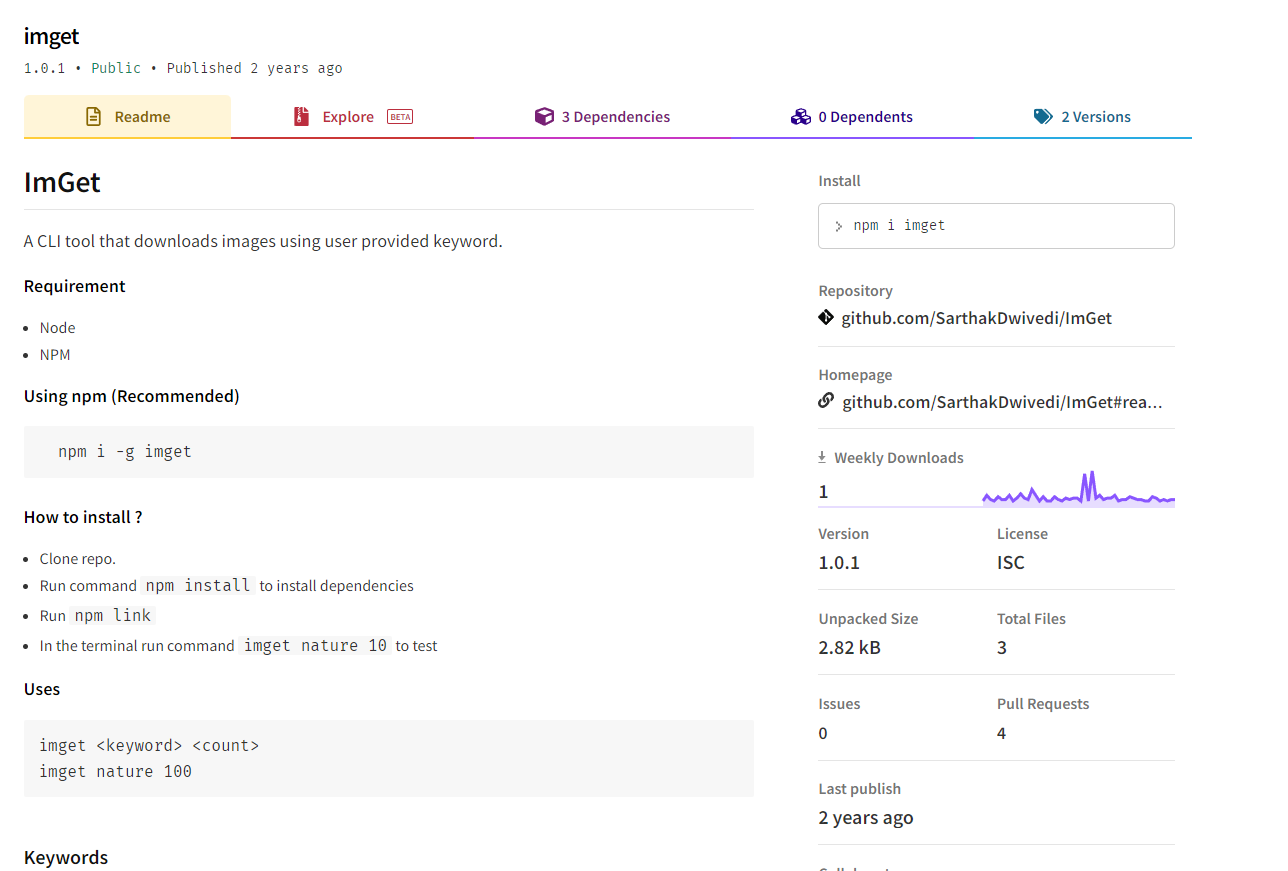 imget
1.0.1 • Public • Published 2 years ago
Readme
Explore BETA
3 Dependencies
0 Dependents
2 Versions
ImGet
A CLI tool that downloads images using user provided keyword.
Requirement
• Node
• NPM
Using npm (Recommended)
npm i -g imget
How to install ?
• Clone repo.
• Run command npm install to install dependencies
• Run npm link
• In the terminal run command imget nature 10 to test
Uses
imget <keyword> <count>
imget nature 100
Keywords
Install
> npm i imget
Repository
github.com/SarthakDwivedi/ImGet
Homepage
github.com/SarthakDwivedi/ImGet#rea...
Weekly Downloads
1
Version
License
1.0.1
ISC
Unpacked Size
Total Files
2.82 kB
3
Issues
Pull Requests
0
4
Last publish
2 years ago